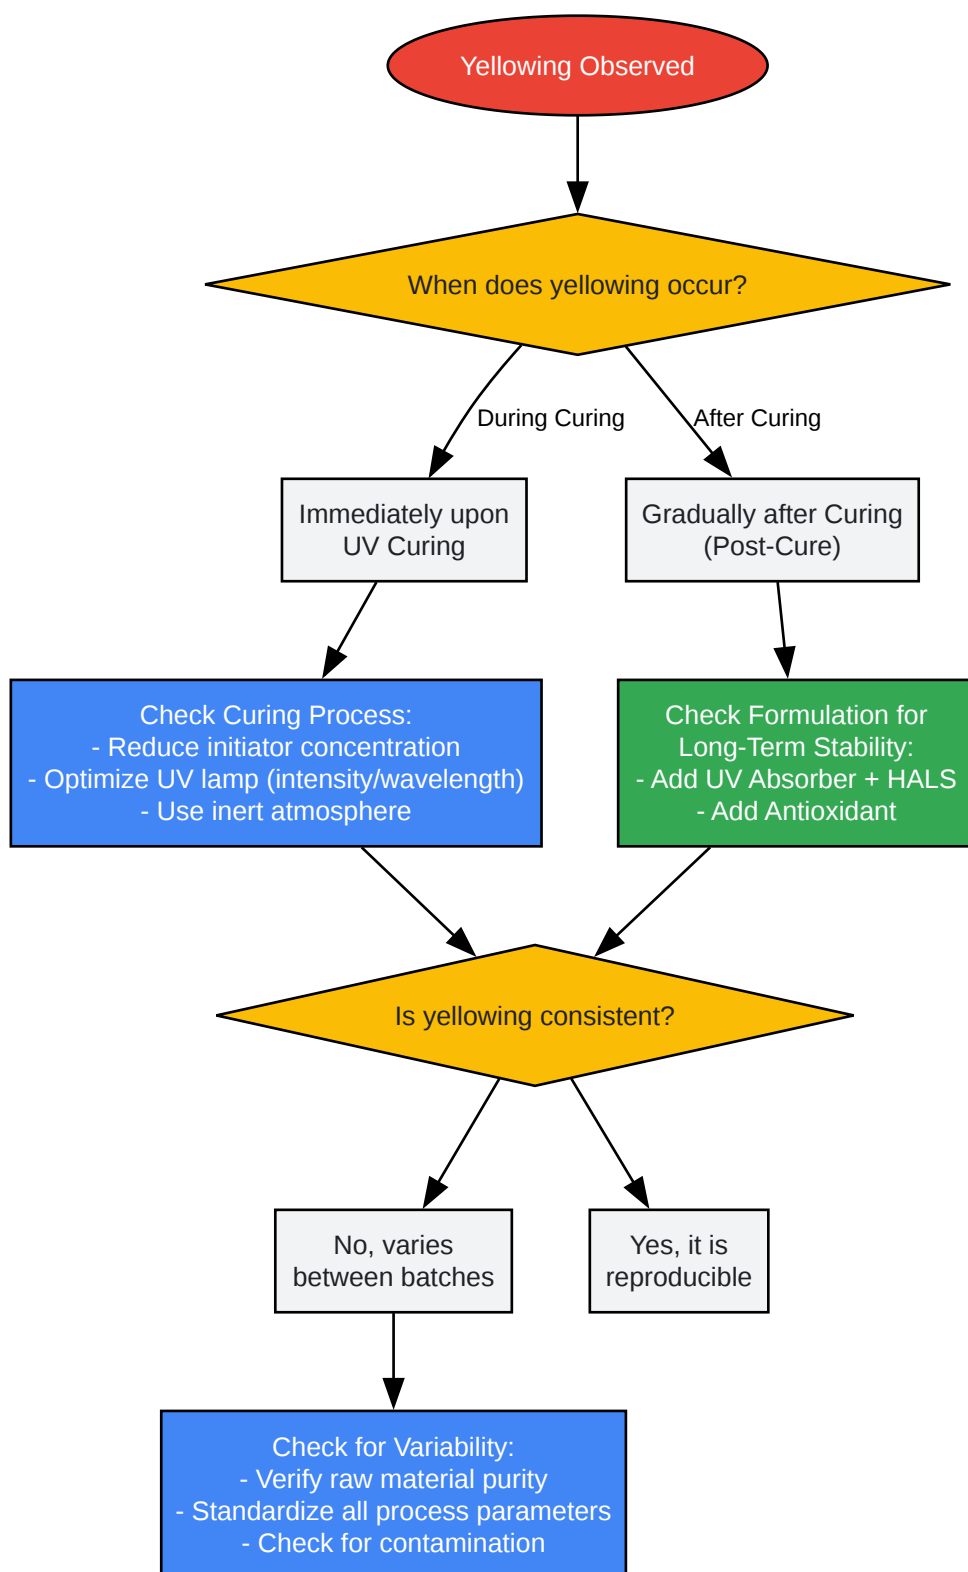 Yellowing Observed
When does yellowing occur?
During Curing
After Curing
Immediately upon
UV Curing
Gradually after Curing
(Post-Cure)
Check Curing Process:
- Reduce initiator concentration
- Optimize UV lamp (intensity/wavelength)
- Use inert atmosphere
Check Formulation for
Long-Term Stability:
- Add UV Absorber + HALS
- Add Antioxidant
Is yellowing consistent?
No, varies
between batches
Yes, it is
reproducible
Check for Variability:
- Verify raw material purity
- Standardize all process parameters
- Check for contamination